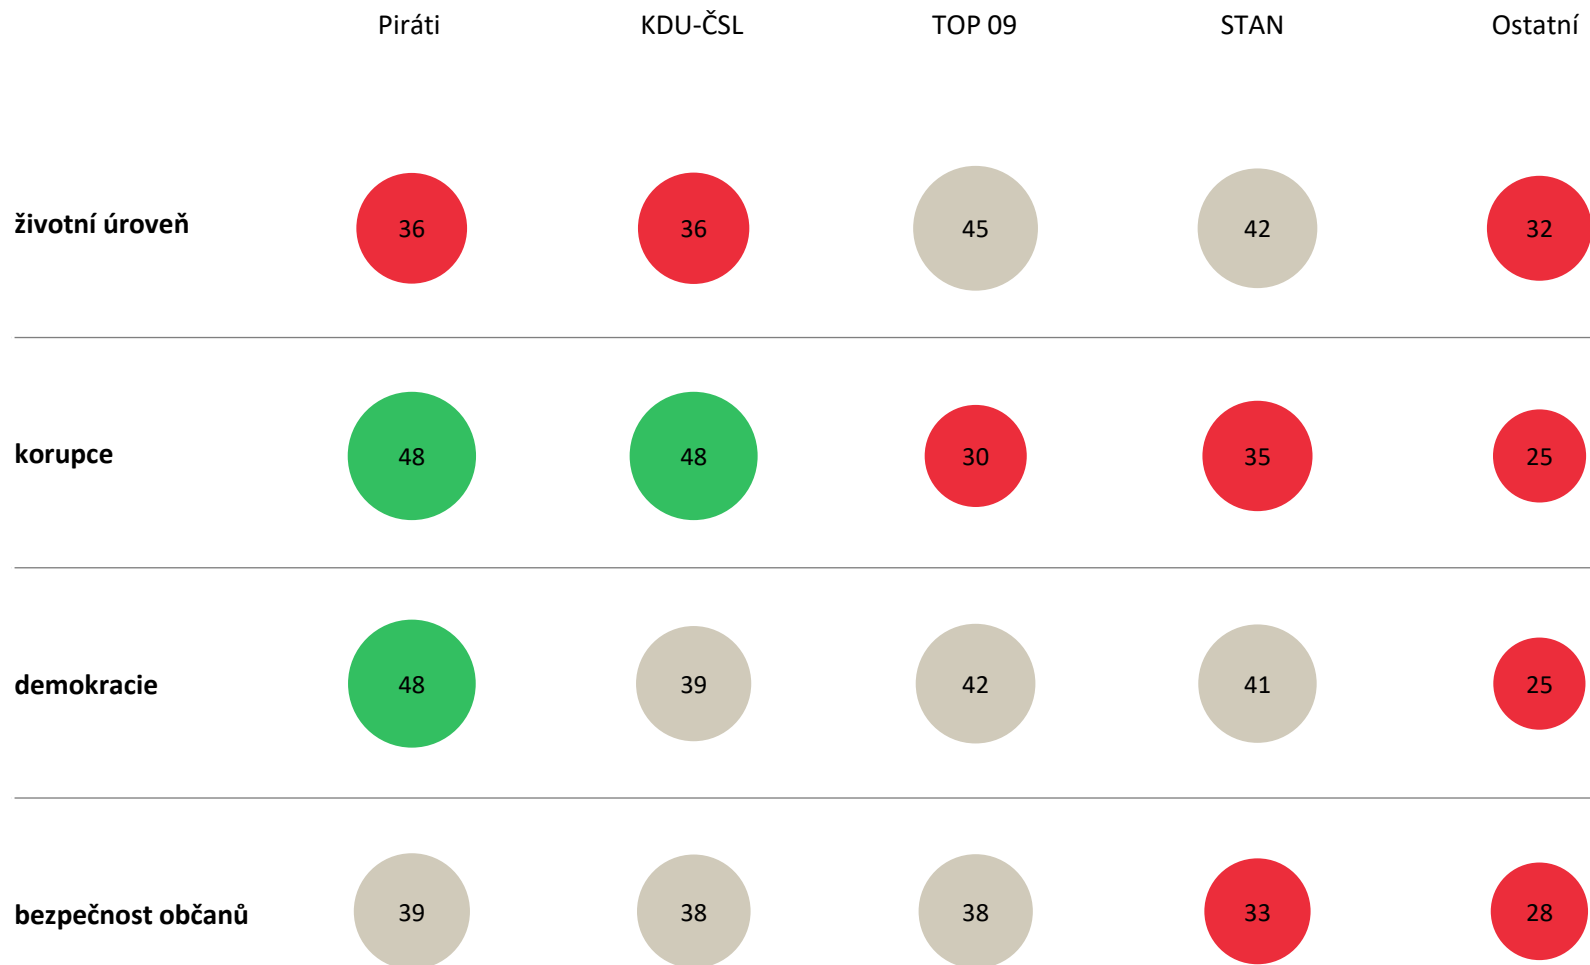 Piráti KDU-ČSL TOP 09 STAN Ostatní
životní úroveň 36 36 45 42 32
korupce 48 48 30 35 25
demokracie 48 39 42 41 25
bezpečnost občanů 39 38 38 33 28